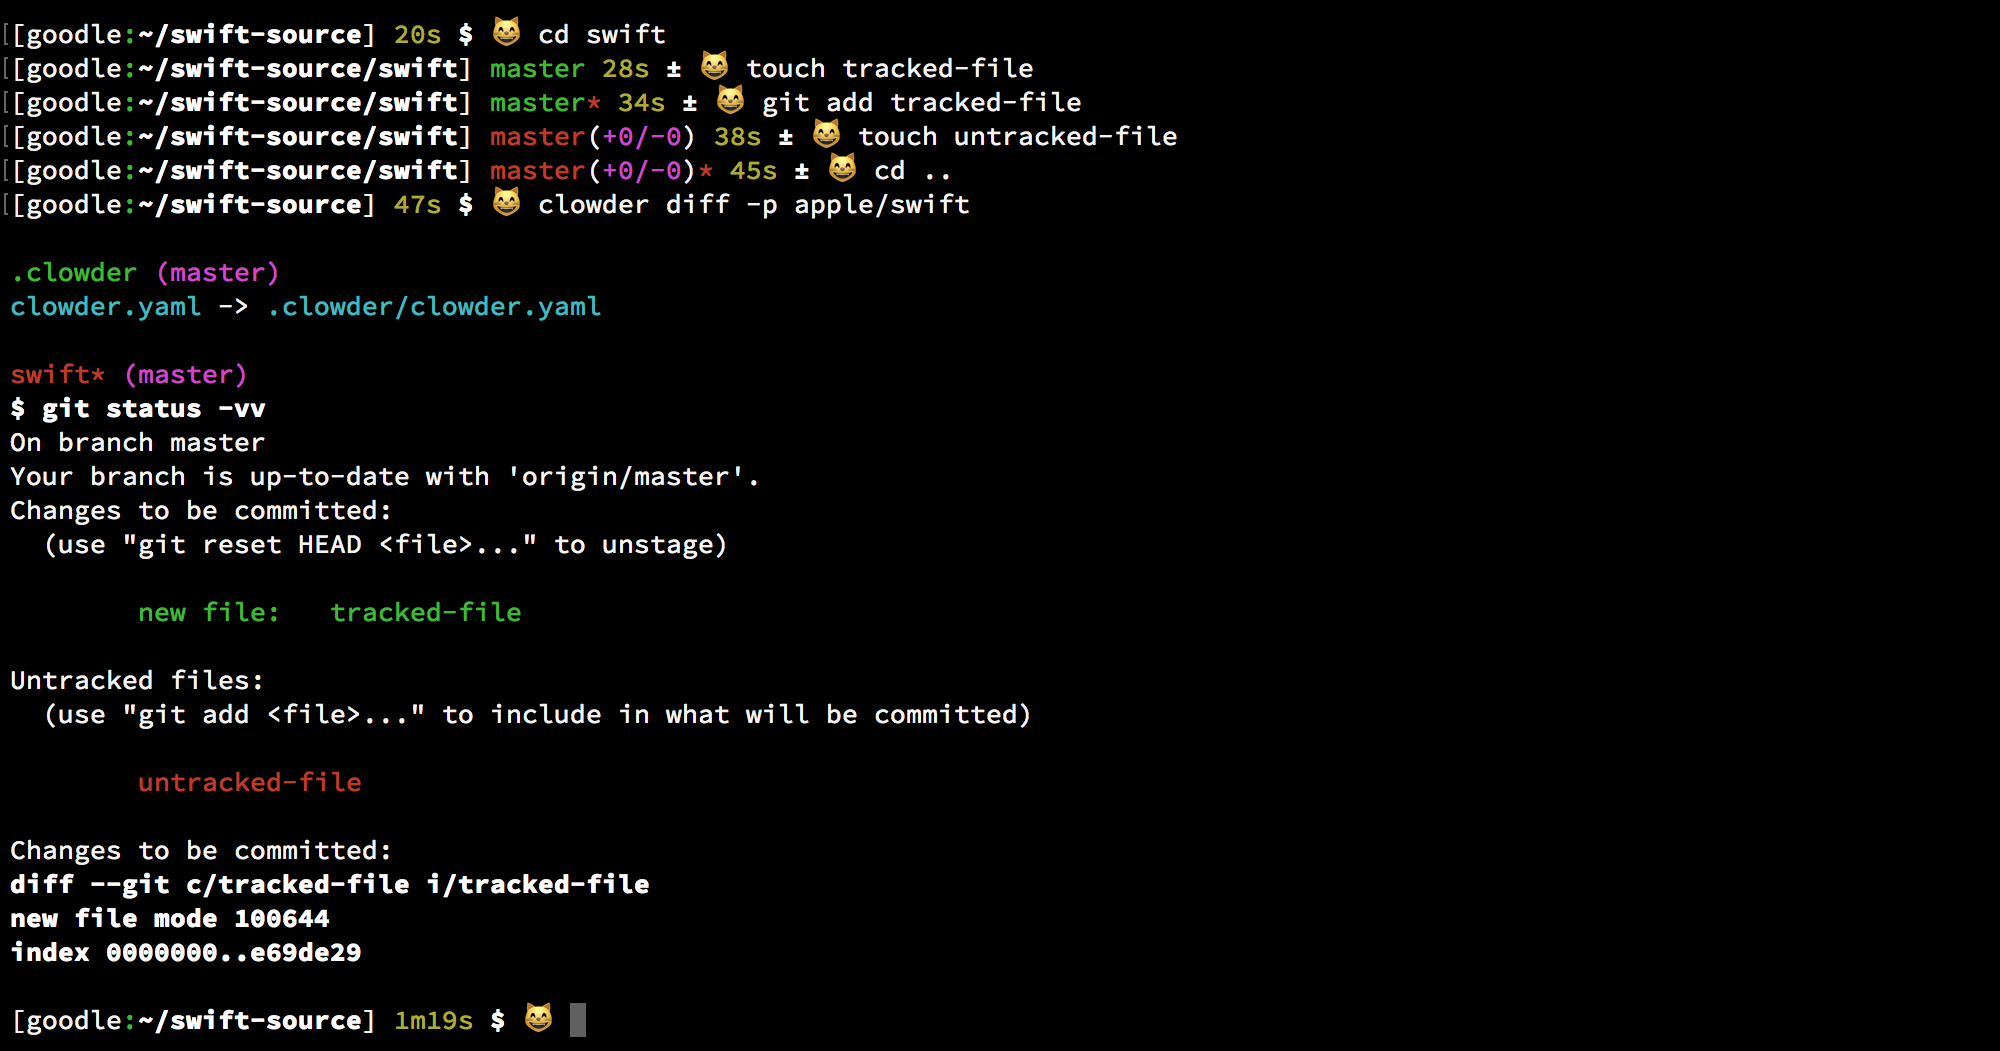 [[goodle:~/swift-source] 20s $ 😸 cd swift
[[goodle:~/swift-source/swift] master 28s ± 😸 touch tracked-file
[[goodle:~/swift-source/swift] master* 34s ± 😸 git add tracked-file
[[goodle:~/swift-source/swift] master(+0/-0) 38s ± 😸 touch untracked-file
[[goodle:~/swift-source/swift] master(+0/-0)* 45s ± 😸 cd ..
[[goodle:~/swift-source] 47s $ 😸 clowder diff -p apple/swift
.clowder (master)
clowder.yaml -> .clowder/clowder.yaml
swift* (master)
$ git status -vv
On branch master
Your branch is up-to-date with 'origin/master'.
Changes to be committed:
  (use "git reset HEAD <file>..." to unstage)
        new file:   tracked-file
Untracked files:
  (use "git add <file>..." to include in what will be committed)
        untracked-file
Changes to be committed:
diff --git c/tracked-file i/tracked-file
new file mode 100644
index 0000000..e69de29
[goodle:~/swift-source] 1m19s $ 😸